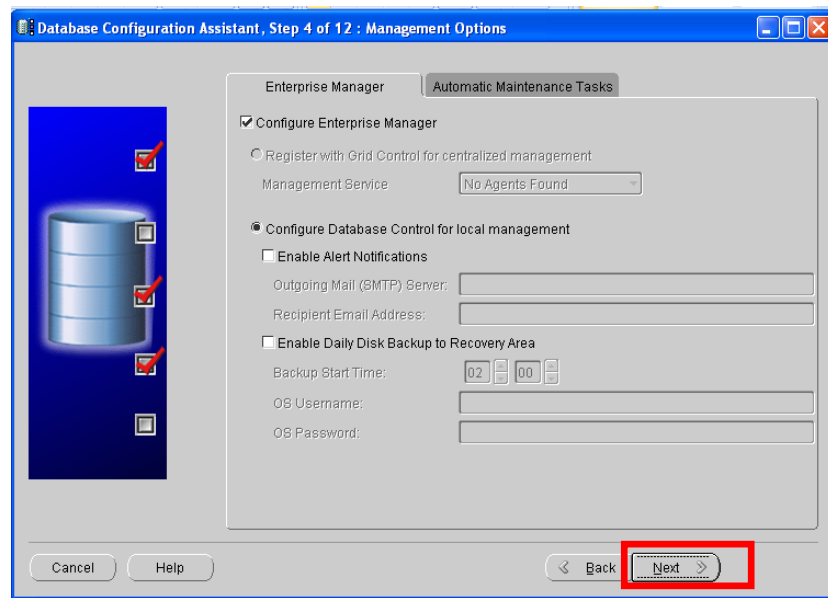 Database Configuration Assistant, Step 4 of 12 : Management Options
Enterprise Manager
Automatic Maintenance Tasks
Configure Enterprise Manager
Register with Grid Control for centralized management
Management Service
No Agents Found
Configure Database Control for local management
Enable Alert Notifications
Outgoing Mail (SMTP) Server:
Recipient Email Address:
Enable Daily Disk Backup to Recovery Area
Backup Start Time:
02
00
OS Username:
OS Password:
Cancel
Help
Back
Next